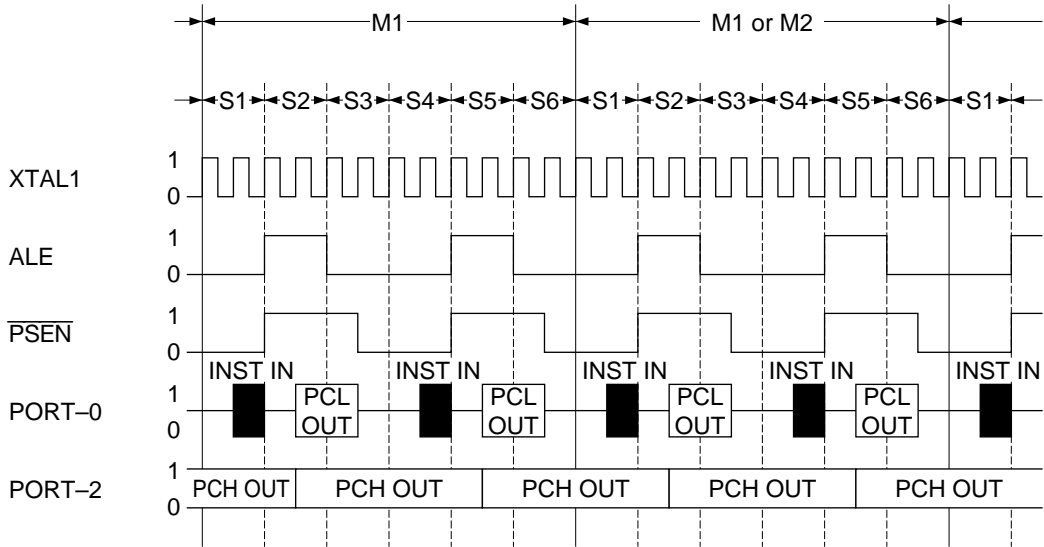 M1 M1 or M2
S1 S2 S3 S4 S5 S6 S1 S2 S3 S4 S5 S6 S1
XTAL1 1
0
ALE 1
0
PSEN 1
0
INST IN INST IN INST IN INST IN INST IN
PORT–0 1 PCL PCL PCL PCL
0 OUT OUT OUT OUT
PORT–2 1 PCH OUT PCH OUT PCH OUT PCH OUT PCH OUT
0